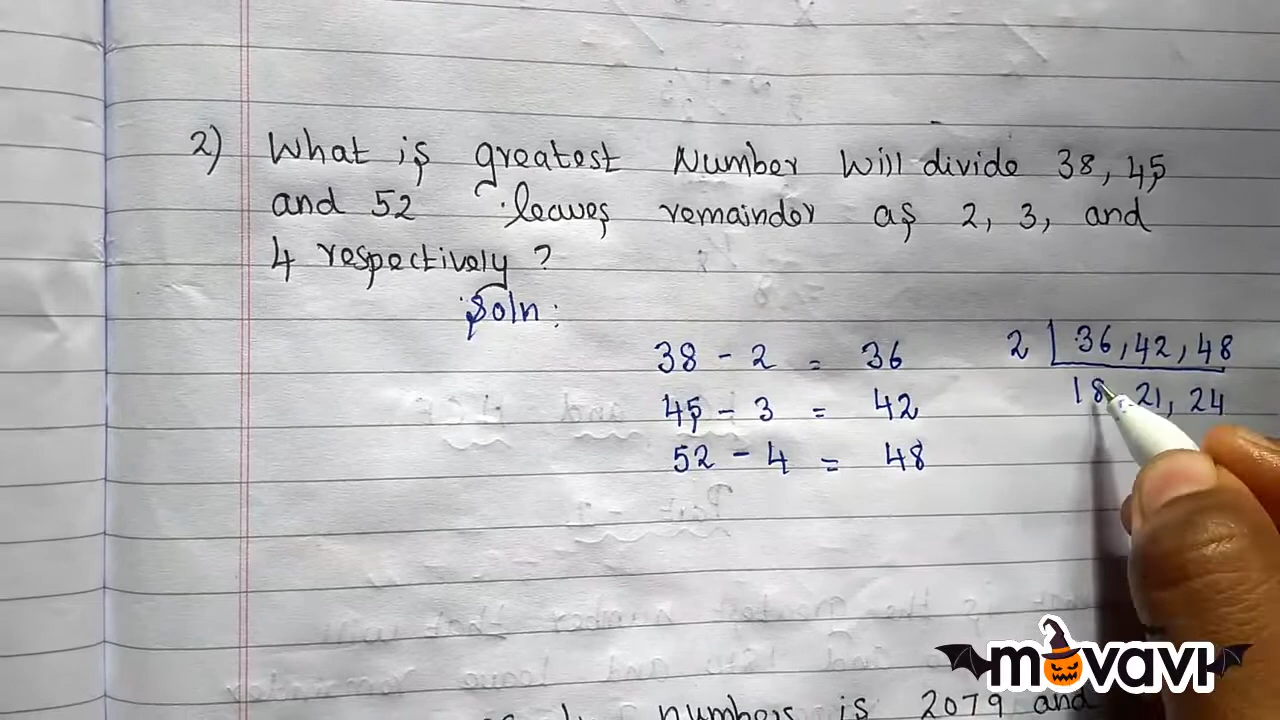 2) What is greatest Number will divide 38, 45
and 52 leaves remainder as 2, 3, and
4 respectively?
Soln:
38 - 2 = 36
45 - 3 = 42
52 - 4 = 48
2 | 36, 42, 48
18, 21, 24
numbers is 2079 and
movavi